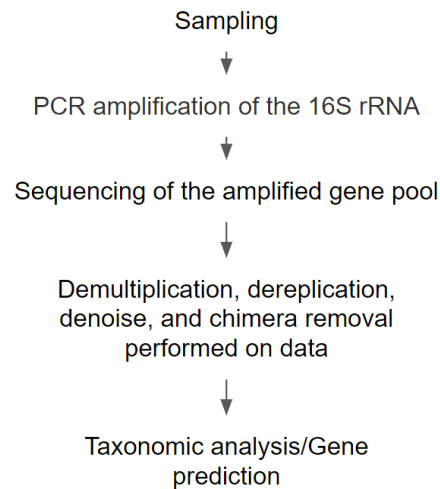 Sampling
PCR amplification of the 16S rRNA
Sequencing of the amplified gene pool
Demultiplication, dereplication,
denoise, and chimera removal
performed on data
Taxonomic analysis/Gene
prediction